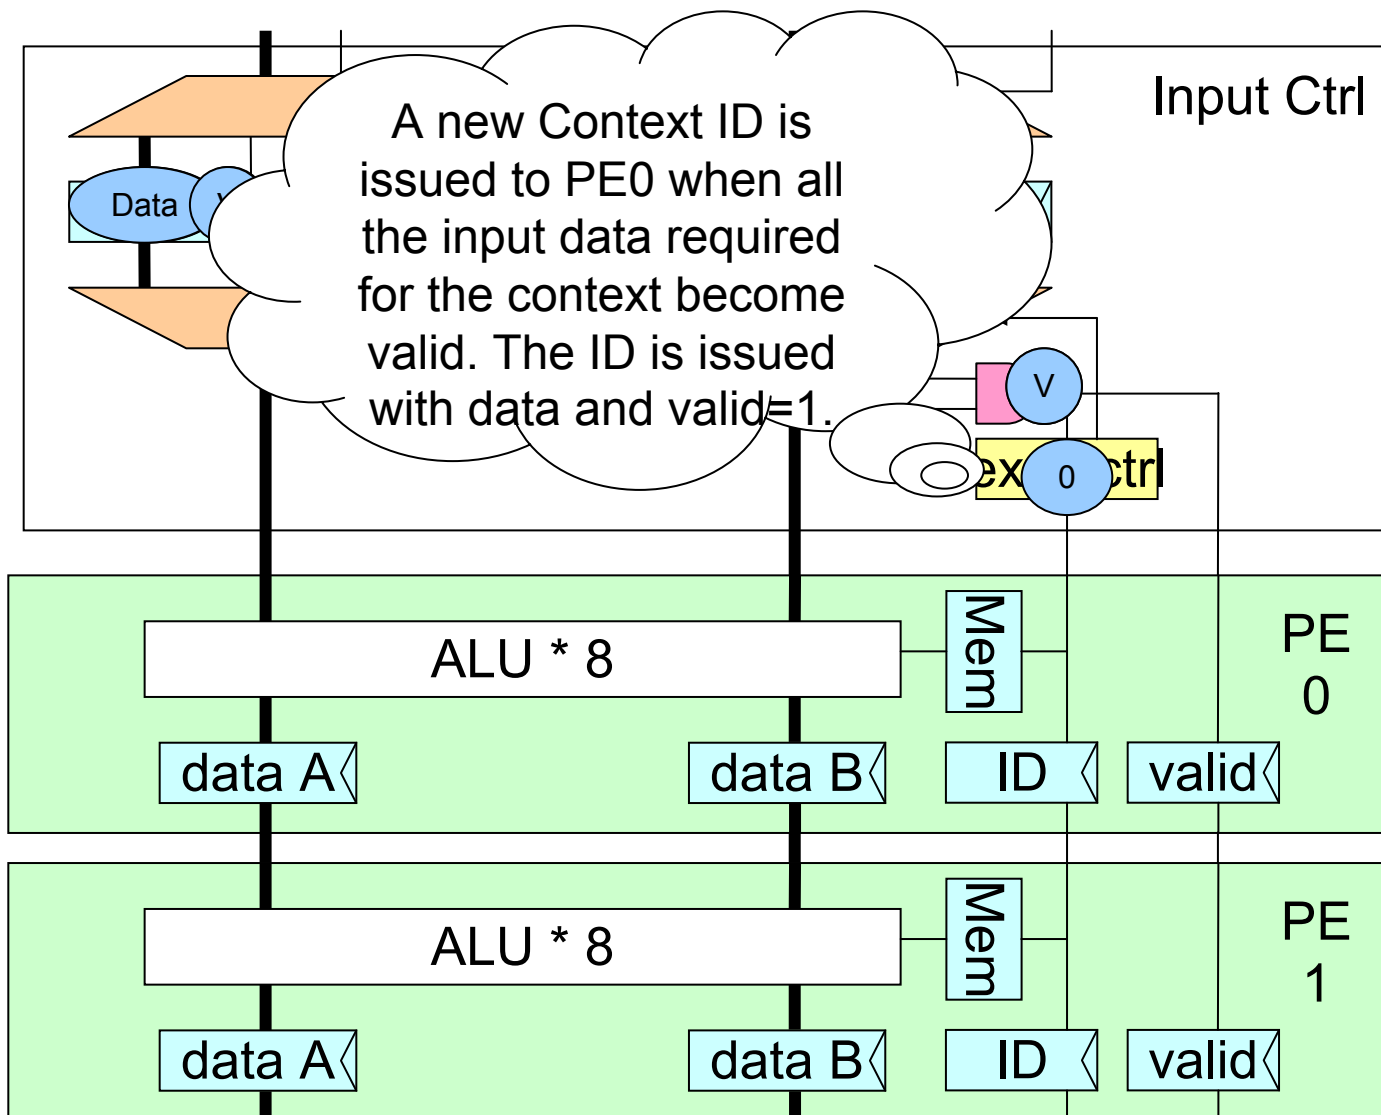 Input Ctrl
A new Context ID is
issued to PE0 when all
the input data required
for the context become
valid. The ID is issued
with data and valid=1.
Data
V
0
ctrl
ALU * 8
Mem
PE
0
data A
data B
ID
valid
ALU * 8
Mem
PE
1
data A
data B
ID
valid